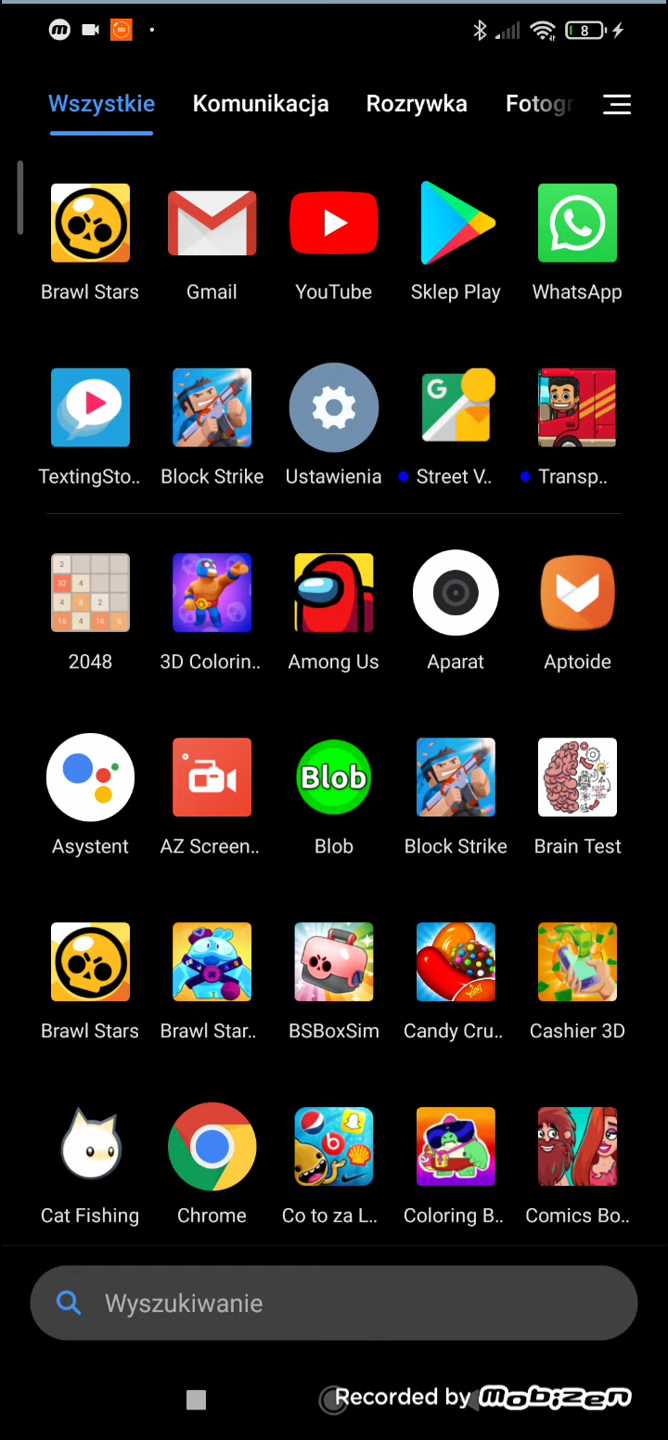 8
Wszystkie Komunikacja Rozrywka Fotogr
Brawl Stars Gmail YouTube Sklep Play WhatsApp
TextingSto.. Block Strike Ustawienia Street V.. Transp..
2048 3D Colorin.. Among Us Aparat Aptoide
Blob
Asystent AZ Screen.. Blob Block Strike Brain Test
Brawl Stars Brawl Star.. BSBoxSim Candy Cru.. Cashier 3D
Cat Fishing Chrome Co to za L.. Coloring B.. Comics Bo..
Wyszukiwanie
Recorded by mobizen